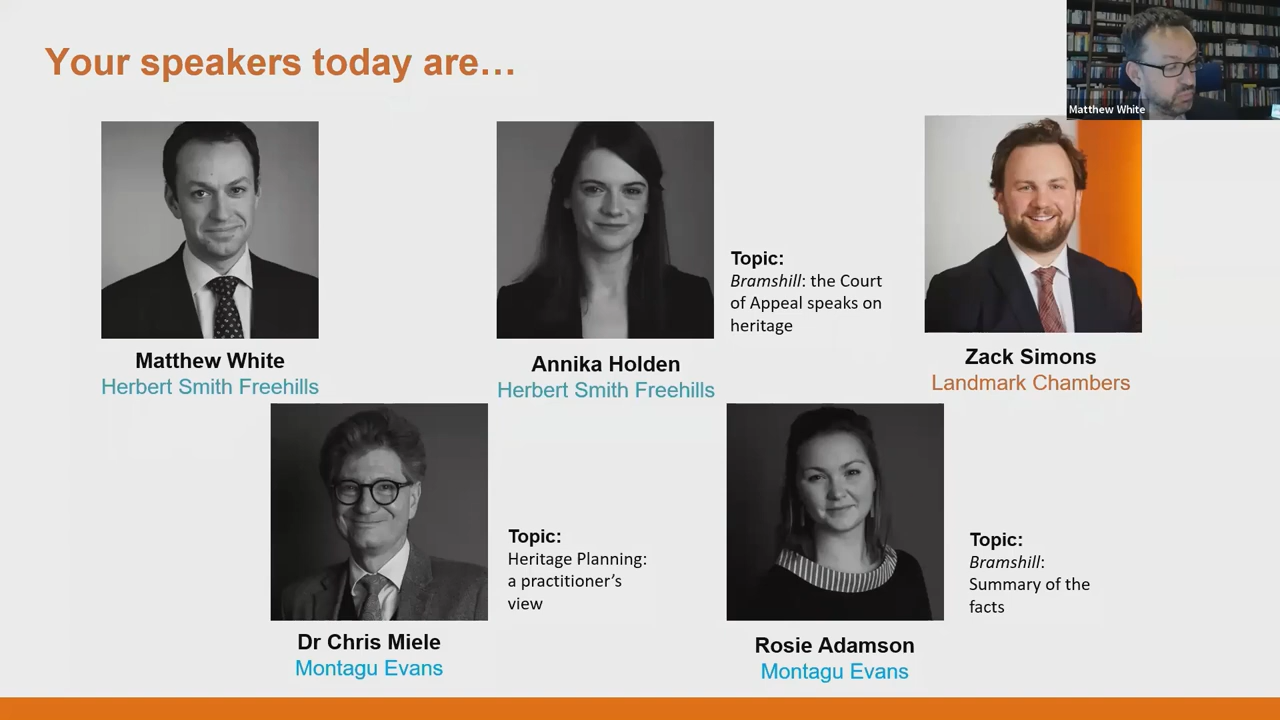 Your speakers today are…
Matthew White
Matthew White
Herbert Smith Freehills
Annika Holden
Herbert Smith Freehills
Topic:
Bramshill: the Court
of Appeal speaks on
heritage
Zack Simons
Landmark Chambers
Dr Chris Miele
Montagu Evans
Topic:
Heritage Planning:
a practitioner’s
view
Rosie Adamson
Montagu Evans
Topic:
Bramshill:
Summary of the
facts